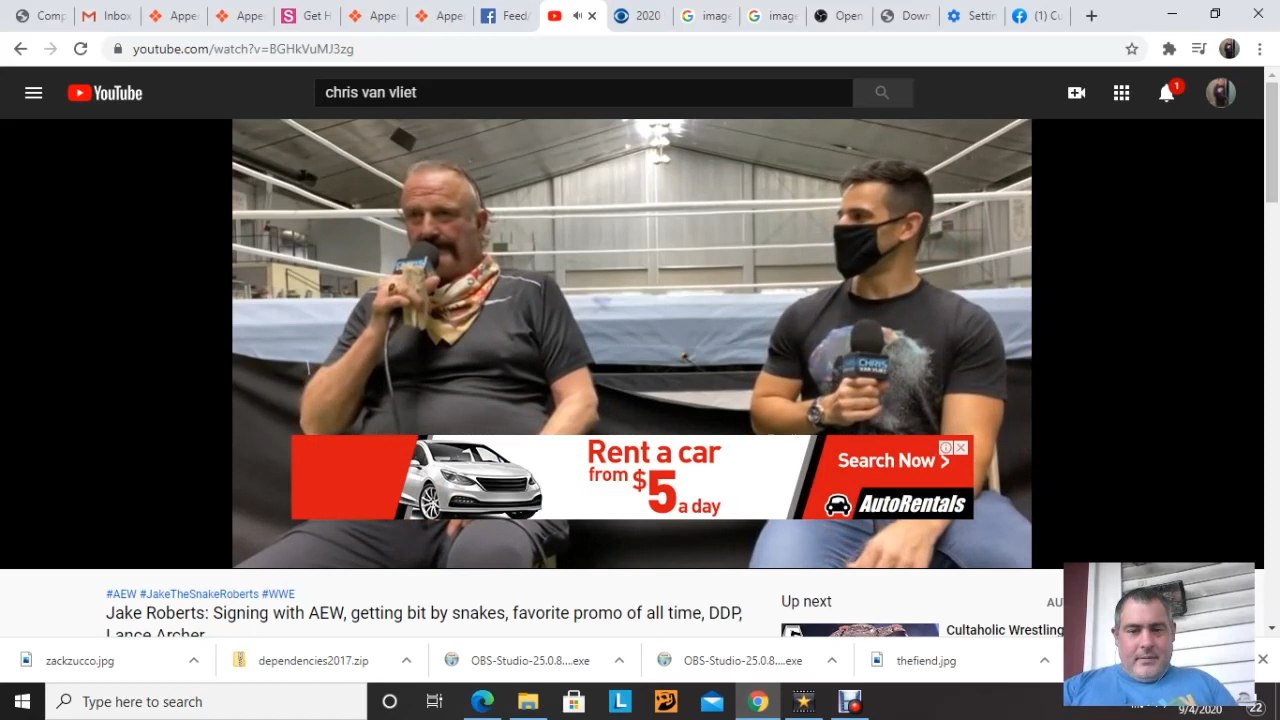 Comp
Appe
Inbox
Appe
Get H
Appe
Appe
Feed/
2020
image
image
Open
Down
Settin
(1) Cu
youtube.com/watch?v=BGHkVuMJ3zg
YouTube
chris van vliet
1
CHRIS
Rent a car
from $5 a day
Search Now >
AutoRentals
#AEW #JakeTheSnakeRoberts #WWE
Jake Roberts: Signing with AEW, getting bit by snakes, favorite promo of all time, DDP,
Lance Archer
Up next
AU
Cultaholic Wrestling
zackzucco.jpg
dependencies2017.zip
OBS-Studio-25.0.8....exe
OBS-Studio-25.0.8....exe
thefiend.jpg
Type here to search
L
9/4/2020
22